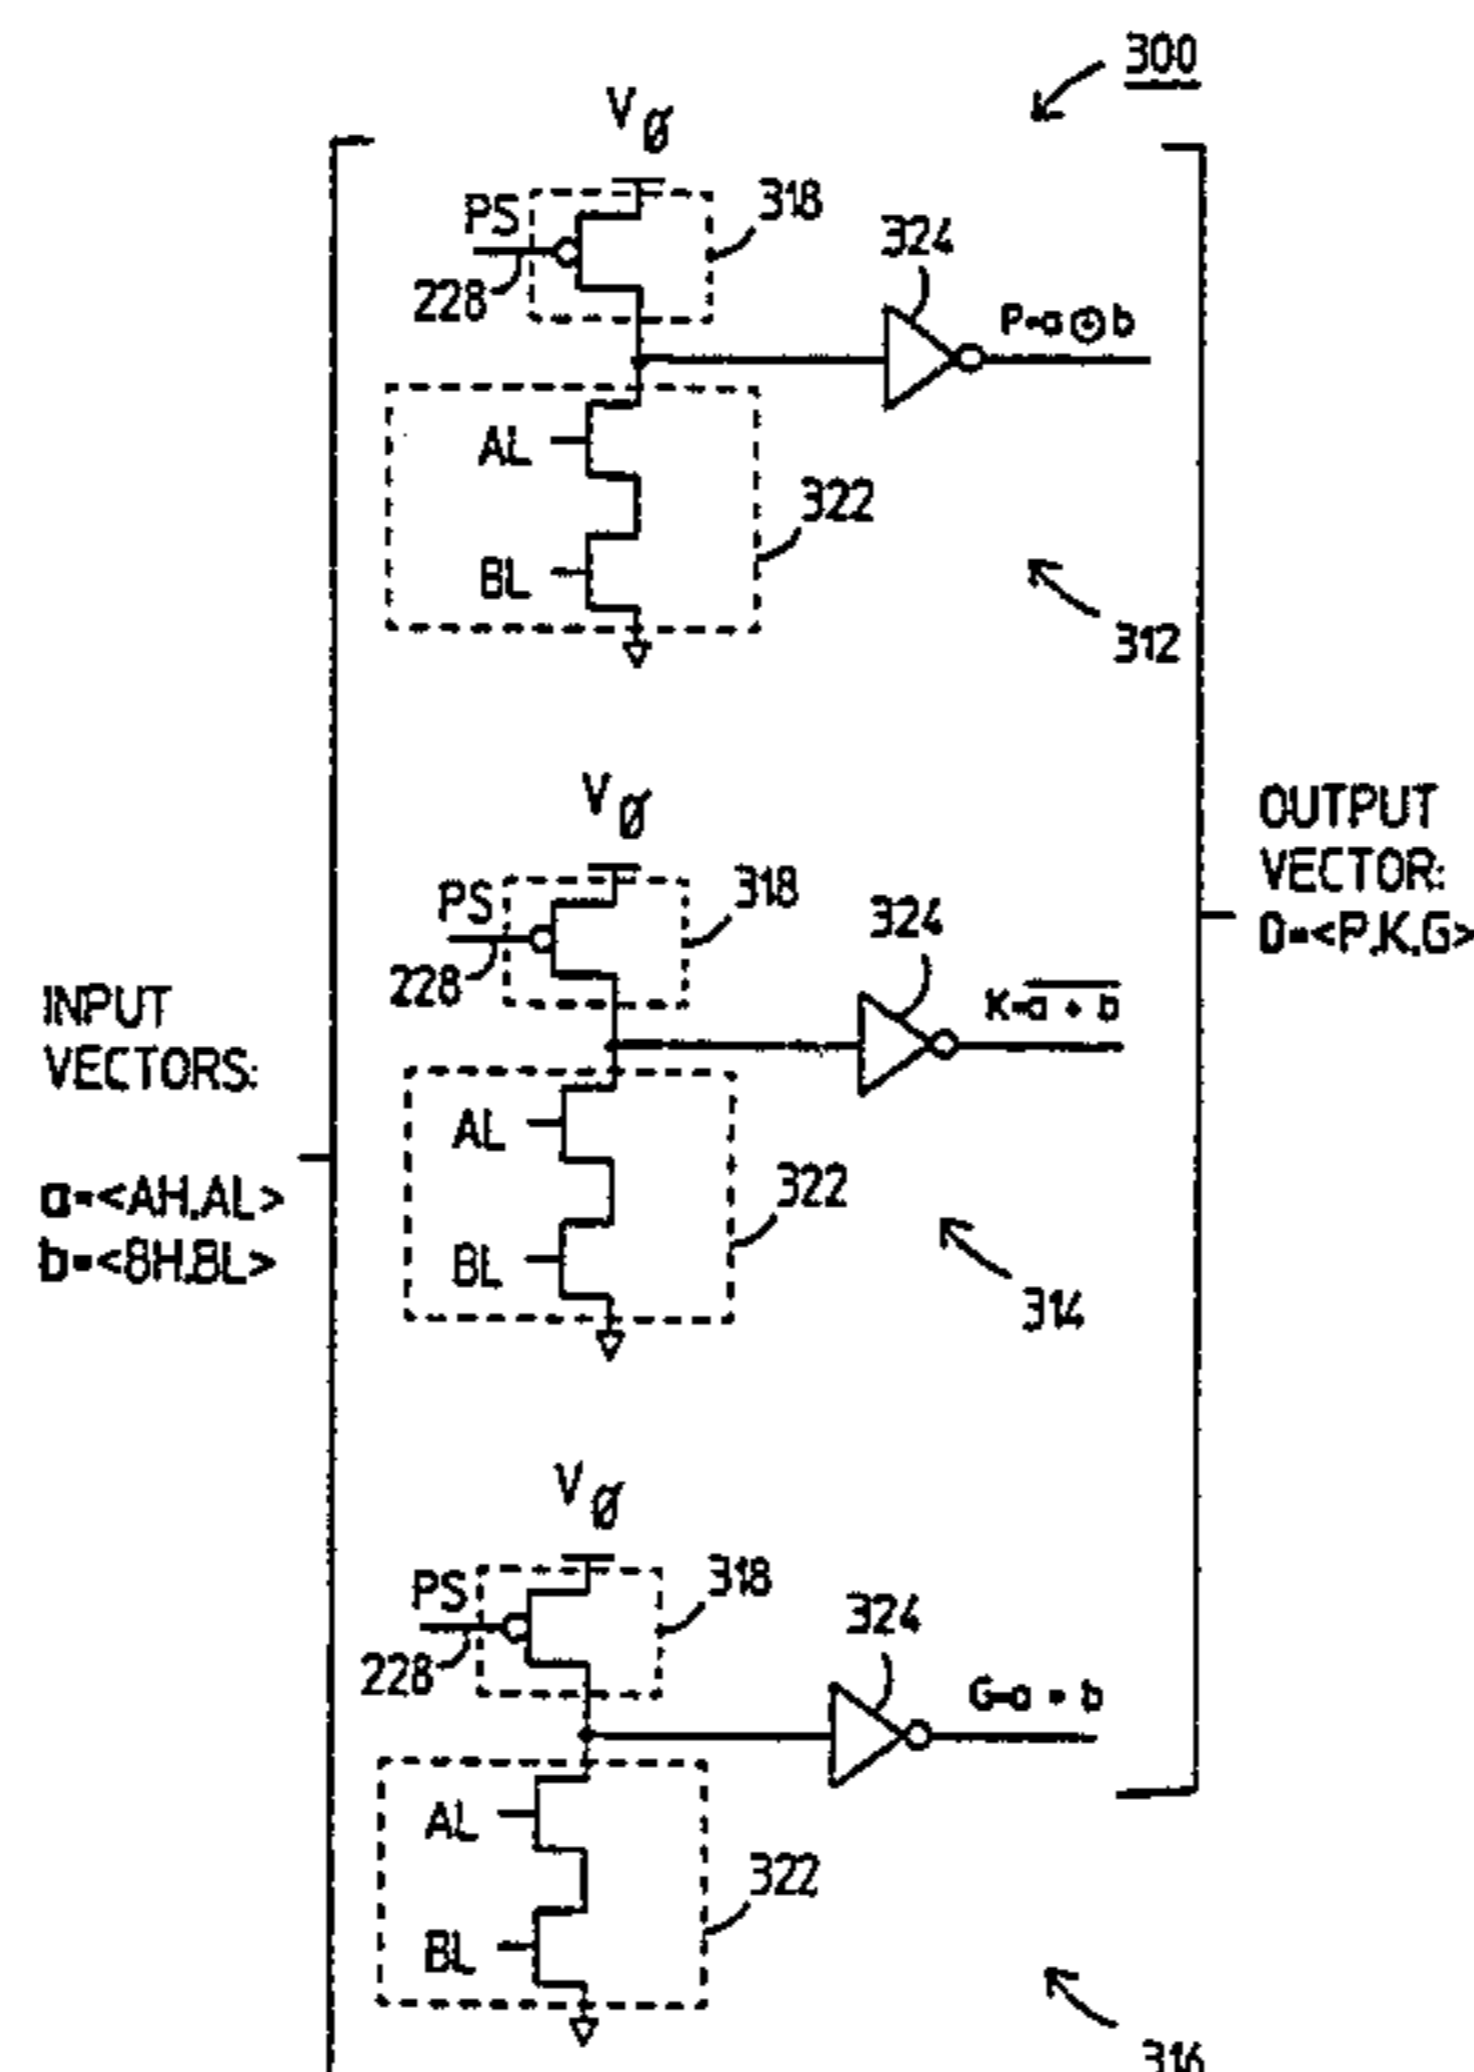 300
VØ
PS
318
228
324
P=a⊙b
AL
322
BL
312
VØ
PS
318
228
324
K=a + b
AL
322
BL
314
INPUT
VECTORS:
a=<AH,AL>
b=<BH,BL>
OUTPUT
VECTOR:
O=<P,K,G>
VØ
PS
318
228
324
G=a • b
AL
322
BL
316